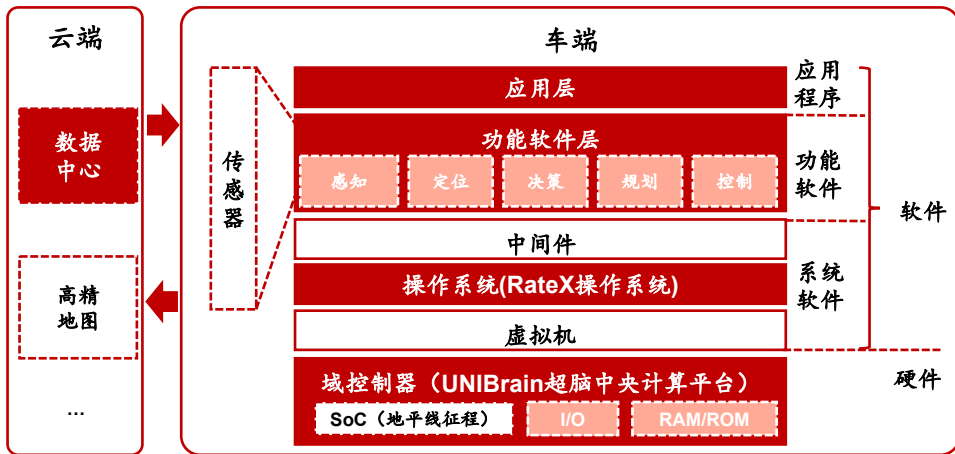 云端
数据
中心
高精
地图
…
车端
传
感
器
应用层
功能软件层
感知
定位
决策
规划
控制
中间件
操作系统(RateX操作系统)
虚拟机
域控制器（UNIBrain超脑中央计算平台）
SoC（地平线征程）
I/O
RAM/ROM
应用
程序
功能
软件
系统
软件
软件
硬件